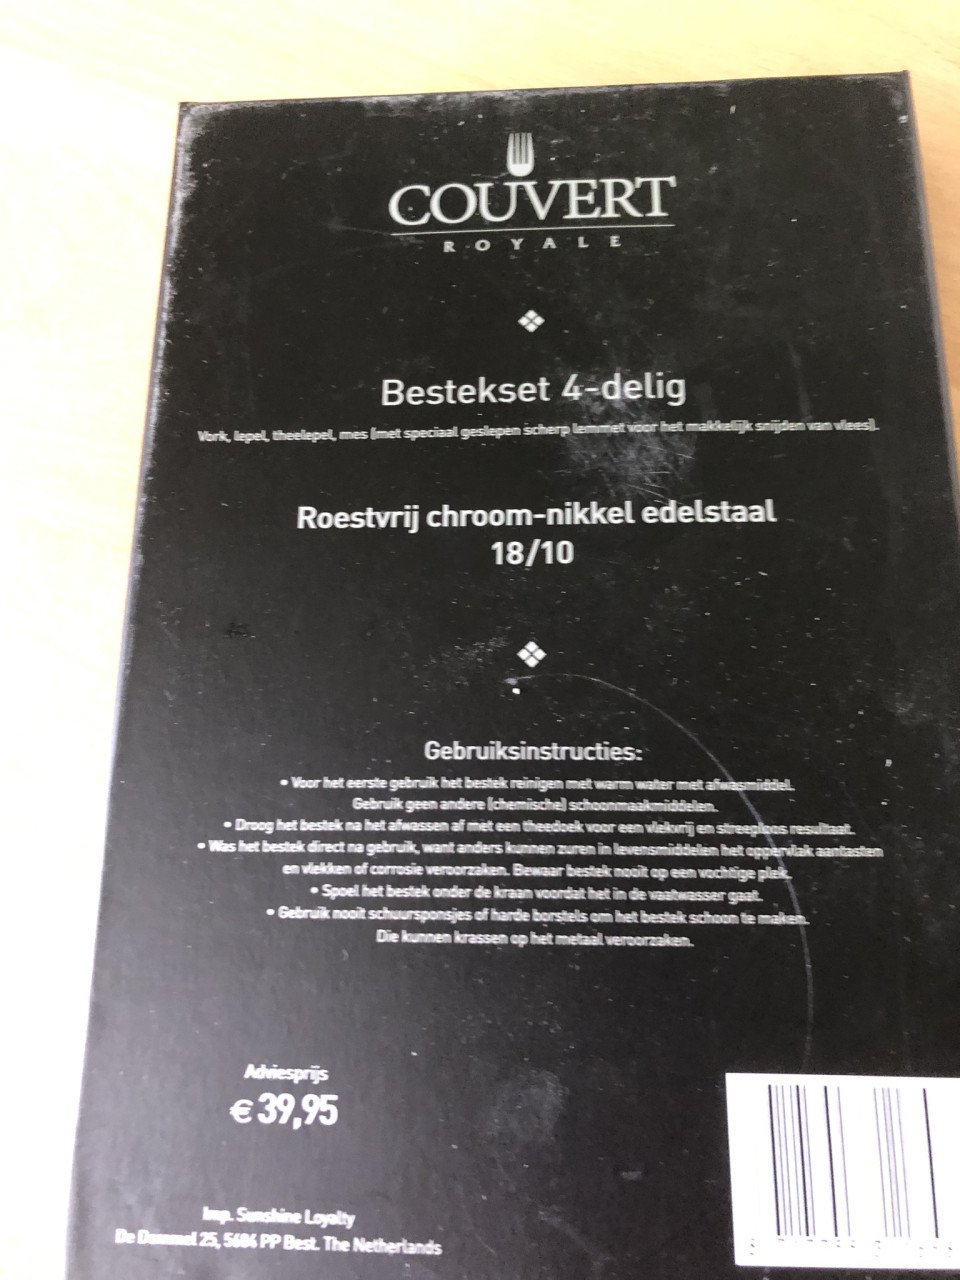 COUVERT
ROYALE
Bestekset 4-delig
Vork, lepel, theelepel, mes (met speciaal geslepen scherp lemmet voor het makkelijk snijden van vlees).
Roestvrij chroom-nikkel edelstaal
18/10
Gebruiksinstructies:
• Voor het eerste gebruik het bestek reinigen met warm water met afwasmiddel.
Gebruik geen andere (chemische) schoonmaakmiddelen.
• Droog het bestek na het afwassen af met een theedoek voor een vlekvrij en streeploos resultaat.
• Was het bestek direct na gebruik, want anders kunnen zuren in levensmiddelen het oppervlak aantasten
en vlekken of corrosie veroorzaken. Bewaar bestek nooit op een vochtige plek.
• Spoel het bestek onder de kraan voordat het in de vaatwasser gaat.
• Gebruik nooit schuursponsjes of harde borstels om het bestek schoon te maken.
Die kunnen krassen op het metaal veroorzaken.
Adviesprijs
€ 39,95
Imp. Sunshine Loyalty
De Dommel 25, 5684 PP Best. The Netherlands